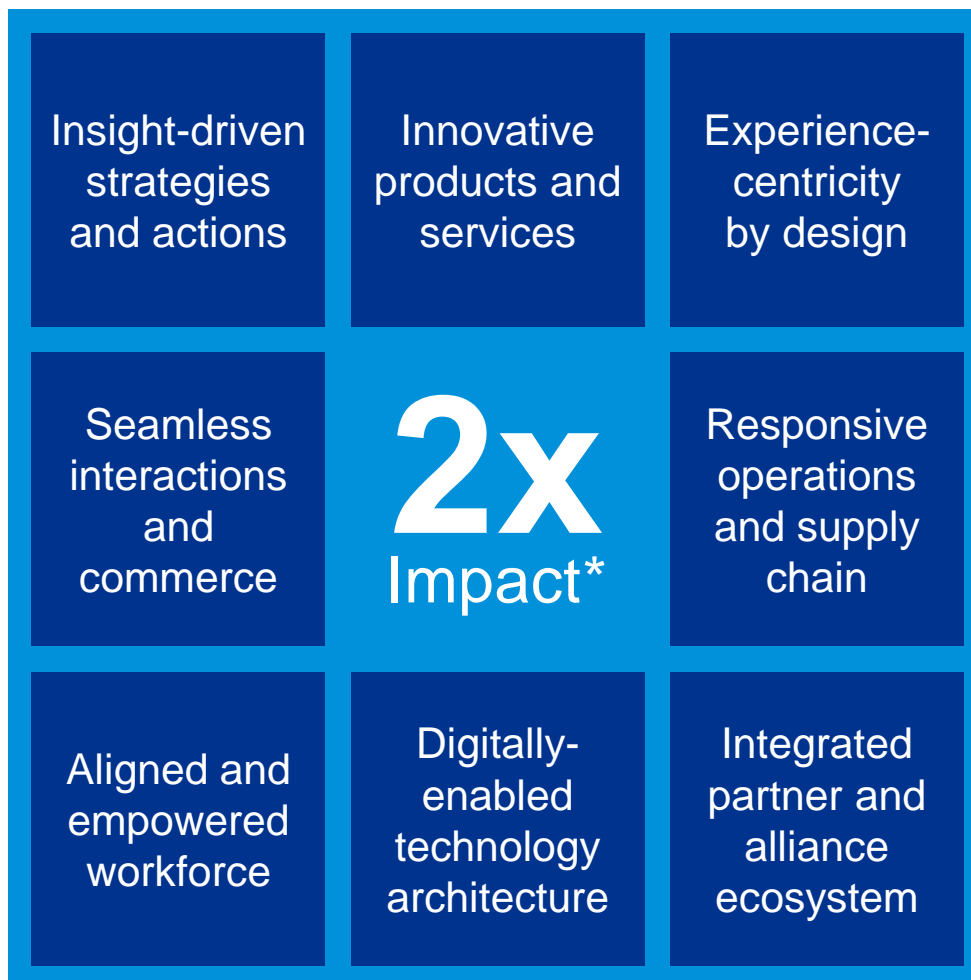 Insight-driven
strategies
and actions
Innovative
products and
services
Experience-
centricity
by design
Seamless
interactions
and
commerce
2x
Impact*
Responsive
operations
and supply
chain
Aligned and
empowered
workforce
Digitally-
enabled
technology
architecture
Integrated
partner and
alliance
ecosystem